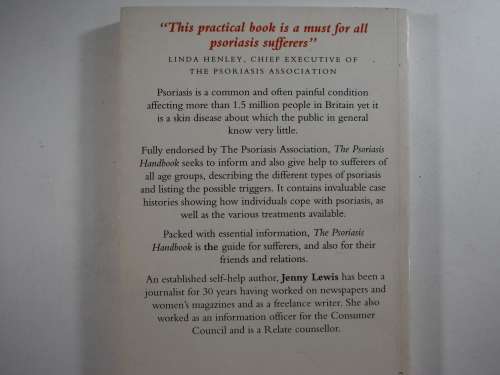 "This practical book is a must for all
psoriasis sufferers"
LINDA HENLEY, CHIEF EXECUTIVE OF
THE PSORIASIS ASSOCIATION
Psoriasis is a common and often painful condition
affecting more than 1.5 million people in Britain yet it
is a skin disease about which the public in general
know very little.
Fully endorsed by The Psoriasis Association, The Psoriasis
Handbook seeks to inform and also give help to sufferers of
all age groups, describing the different types of psoriasis
and listing the possible triggers. It contains invaluable case
histories showing how individuals cope with psoriasis, as
well as the various treatments available.
Packed with essential information, The Psoriasis
Handbook is the guide for sufferers, and also for their
friends and relations.
An established self-help author, Jenny Lewis has been a
journalist for 30 years having worked on newspapers and
women's magazines and as a freelance writer. She also
worked as an information officer for the Consumer
Council and is a Relate counsellor.